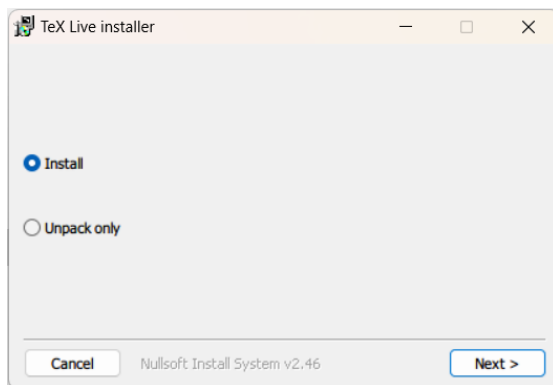 TeX Live installer
Install
Unpack only
Cancel
Nullsoft Install System v2.46
Next >